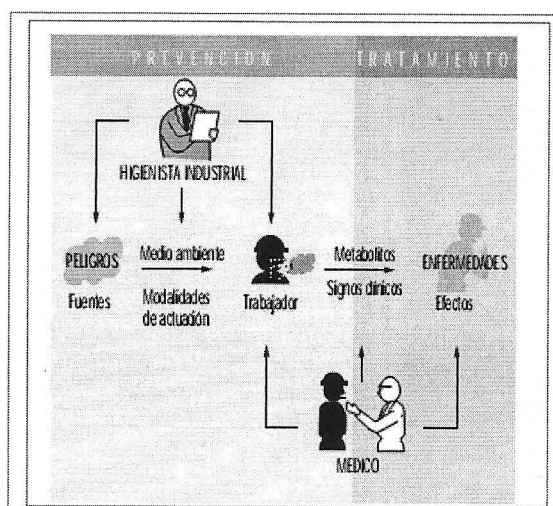 PREVENCION TRATAMIENTO
HIGIENISTA INDUSTRIAL
PELIGROS
Fuentes
Medio ambiente
Modalidades
de actuación
Trabajador
Metabolitos
Signos clínicos
ENFERMEDADES
Efectos
MEDICO